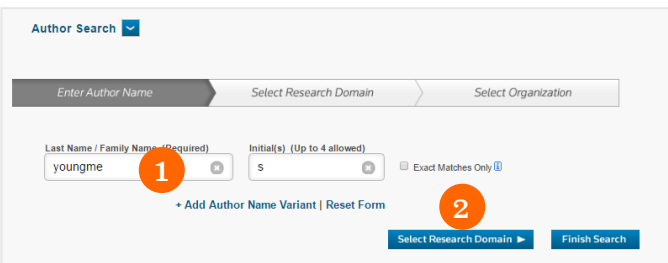 Author Search
Enter Author Name
Select Research Domain
Select Organization
Last Name / Family Name (Required)
Initial(s) (Up to 4 allowed)
youngme
1
s
Exact Matches Only
+ Add Author Name Variant | Reset Form
2
Select Research Domain
Finish Search